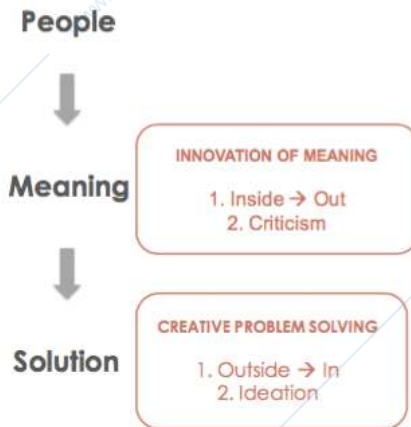 People
INNOVATION OF MEANING
Meaning
1. Inside → Out
2. Criticism
CREATIVE PROBLEM SOLVING
Solution
1. Outside → In
2. Ideation